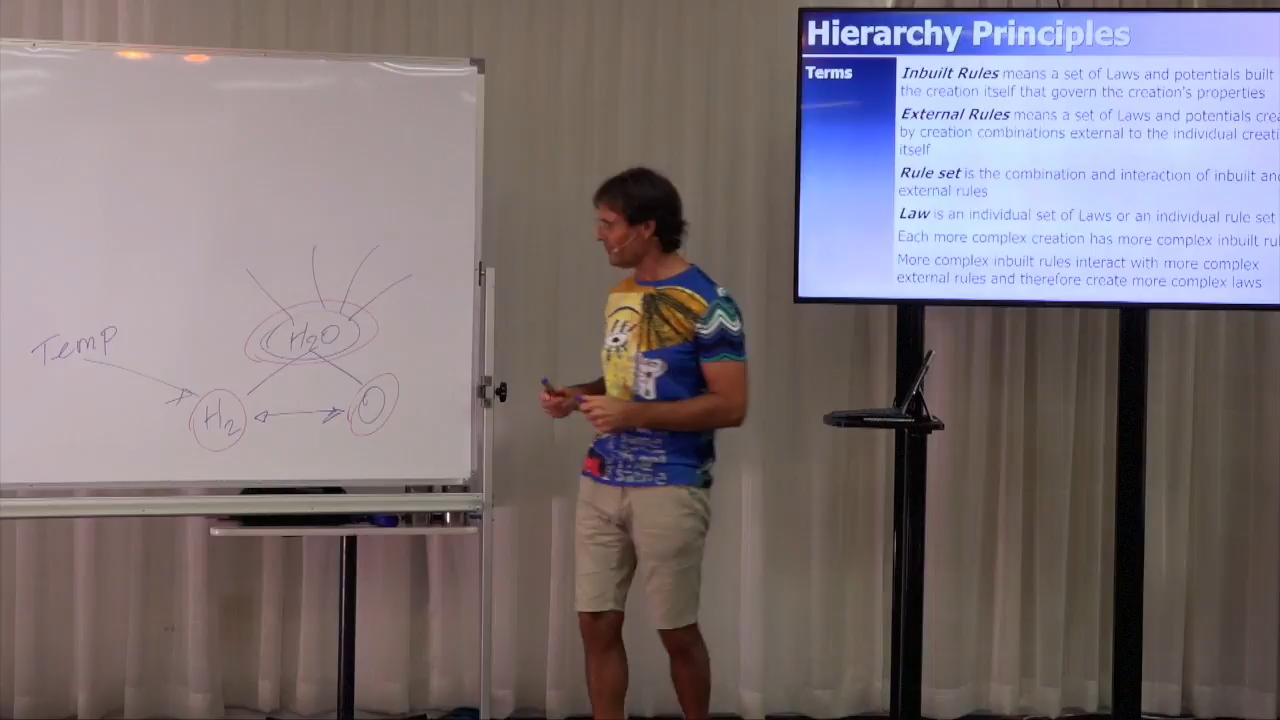 Temp
H₂O
H₂
O
Hierarchy Principles
Terms
Inbuilt Rules means a set of Laws and potentials built
the creation itself that govern the creation's properties
External Rules means a set of Laws and potentials crea
by creation combinations external to the individual creati
itself
Rule set is the combination and interaction of inbuilt and
external rules
Law is an individual set of Laws or an individual rule set
Each more complex creation has more complex inbuilt ru
More complex inbuilt rules interact with more complex
external rules and therefore create more complex laws